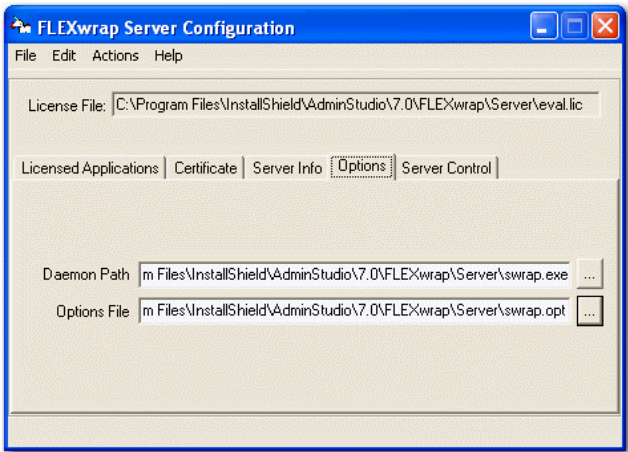 FLEXwrap Server Configuration
File Edit Actions Help
License File: C:\Program Files\InstallShield\AdminStudio\7.0\FLEXwrap\Server\eval.lic
Licensed Applications Certificate Server Info Options Server Control
Daemon Path m Files\InstallShield\AdminStudio\7.0\FLEXwrap\Server\swrap.exe ...
Options File m Files\InstallShield\AdminStudio\7.0\FLEXwrap\Server\swrap.opt ...